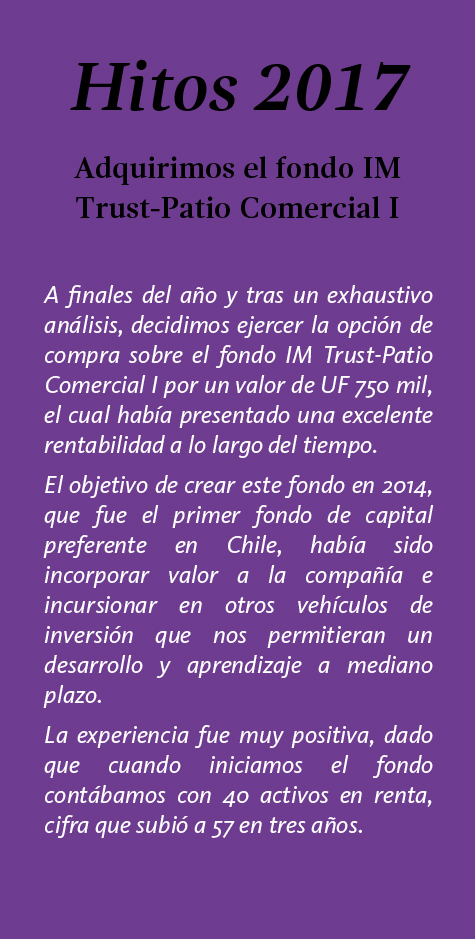 Hitos 2017
Adquirimos el fondo IM
Trust-Patio Comercial I
A finales del año y tras un exhaustivo
análisis, decidimos ejercer la opción de
compra sobre el fondo IM Trust-Patio
Comercial I por un valor de UF 750 mil,
el cual había presentado una excelente
rentabilidad a lo largo del tiempo.
El objetivo de crear este fondo en 2014,
que fue el primer fondo de capital
preferente en Chile, había sido
incorporar valor a la compañía e
incursionar en otros vehículos de
inversión que nos permitieran un
desarrollo y aprendizaje a mediano
plazo.
La experiencia fue muy positiva, dado
que cuando iniciamos el fondo
contábamos con 40 activos en renta,
cifra que subió a 57 en tres años.